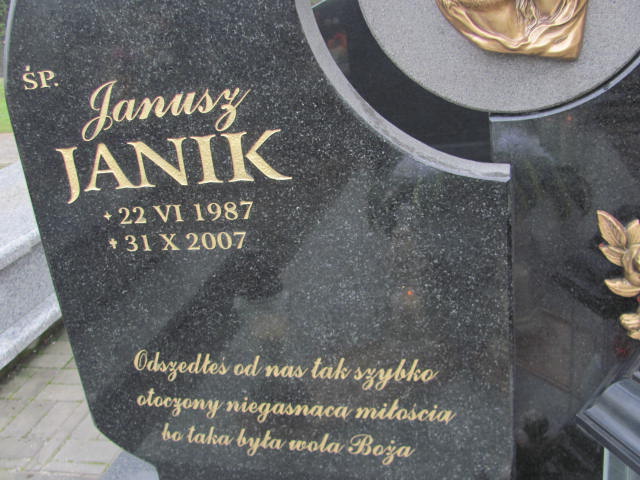 ŚP.
Janusz
JANIK
* 22 VI 1987
✝ 31 X 2007
Odszedłeś od nas tak szybko
otoczony niegasnąca miłością
bo taka była wola Boża